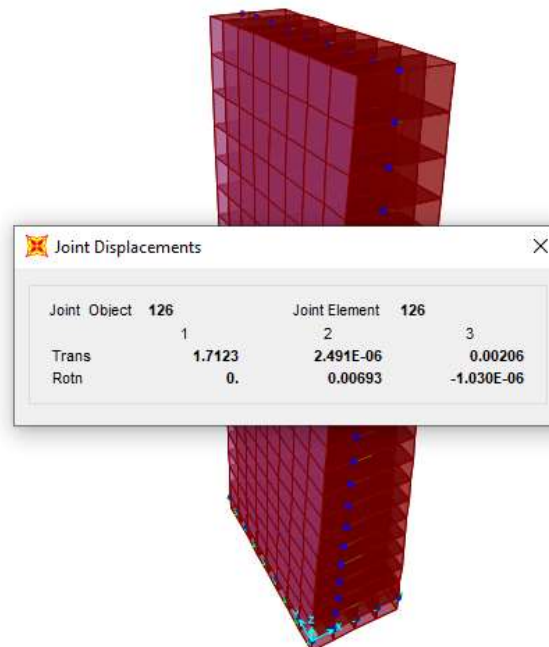 Joint Displacements
Joint Object 126 Joint Element 126
1 2 3
Trans 1.7123 2.491E-06 0.00206
Rotn 0. 0.00693 -1.030E-06
Z
Y X